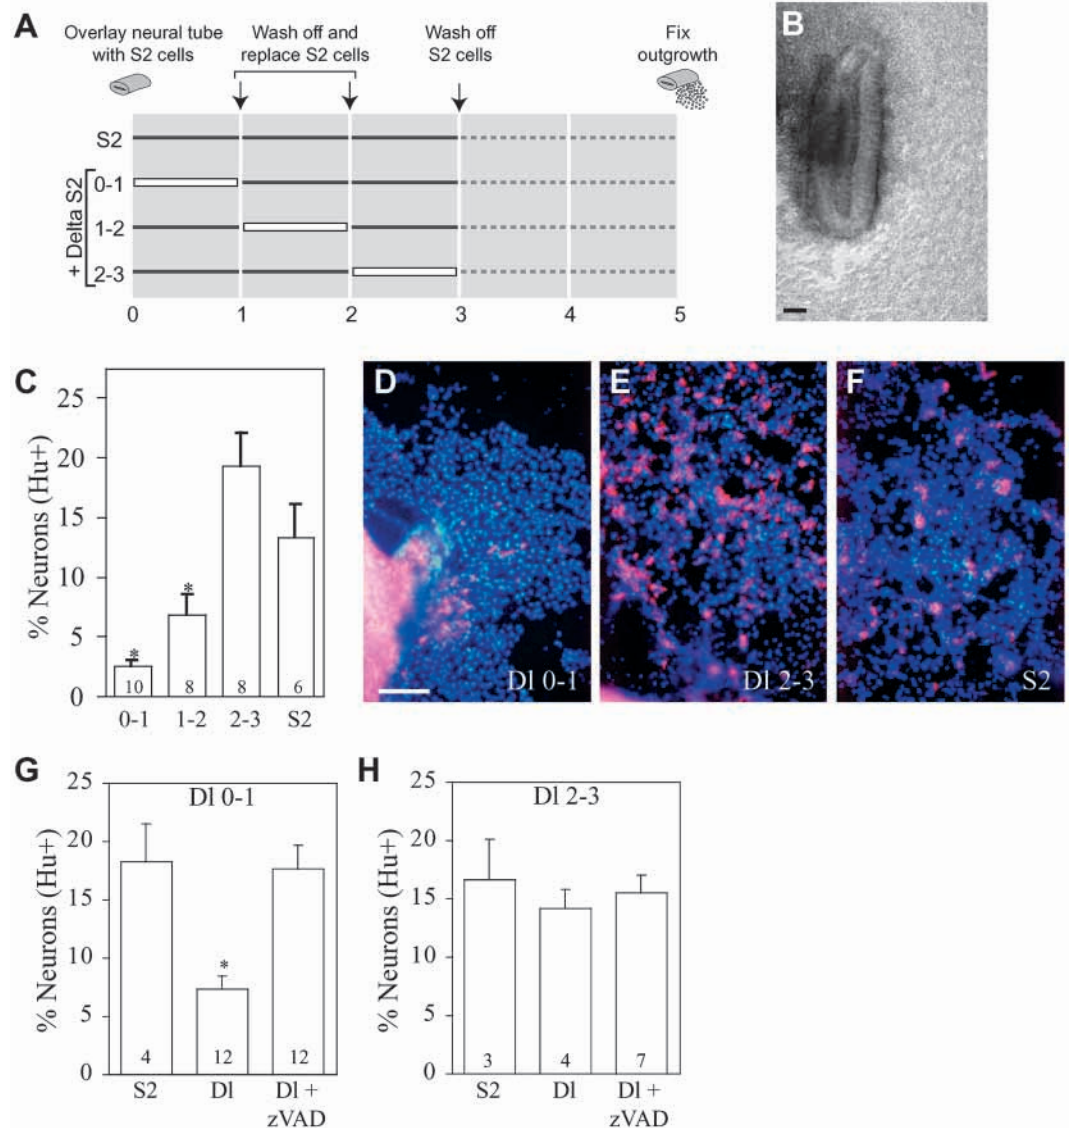 A
Overlay neural tube
with S2 cells
Wash off and
replace S2 cells
Wash off
S2 cells
Fix
outgrowth
S2
+ Delta S2
0-1
1-2
2-3
0 1 2 3 4 5
B
C
% Neurons (Hu+)
25
20
15
10
5
0
* *
10 8 8 6
0-1 1-2 2-3 S2
D
Dl 0-1
E
Dl 2-3
F
S2
G
Dl 0-1
% Neurons (Hu+)
25
20
15
10
5
0
*
4 12 12
S2 Dl Dl +
zVAD
H
Dl 2-3
% Neurons (Hu+)
25
20
15
10
5
0
3 4 7
S2 Dl Dl +
zVAD